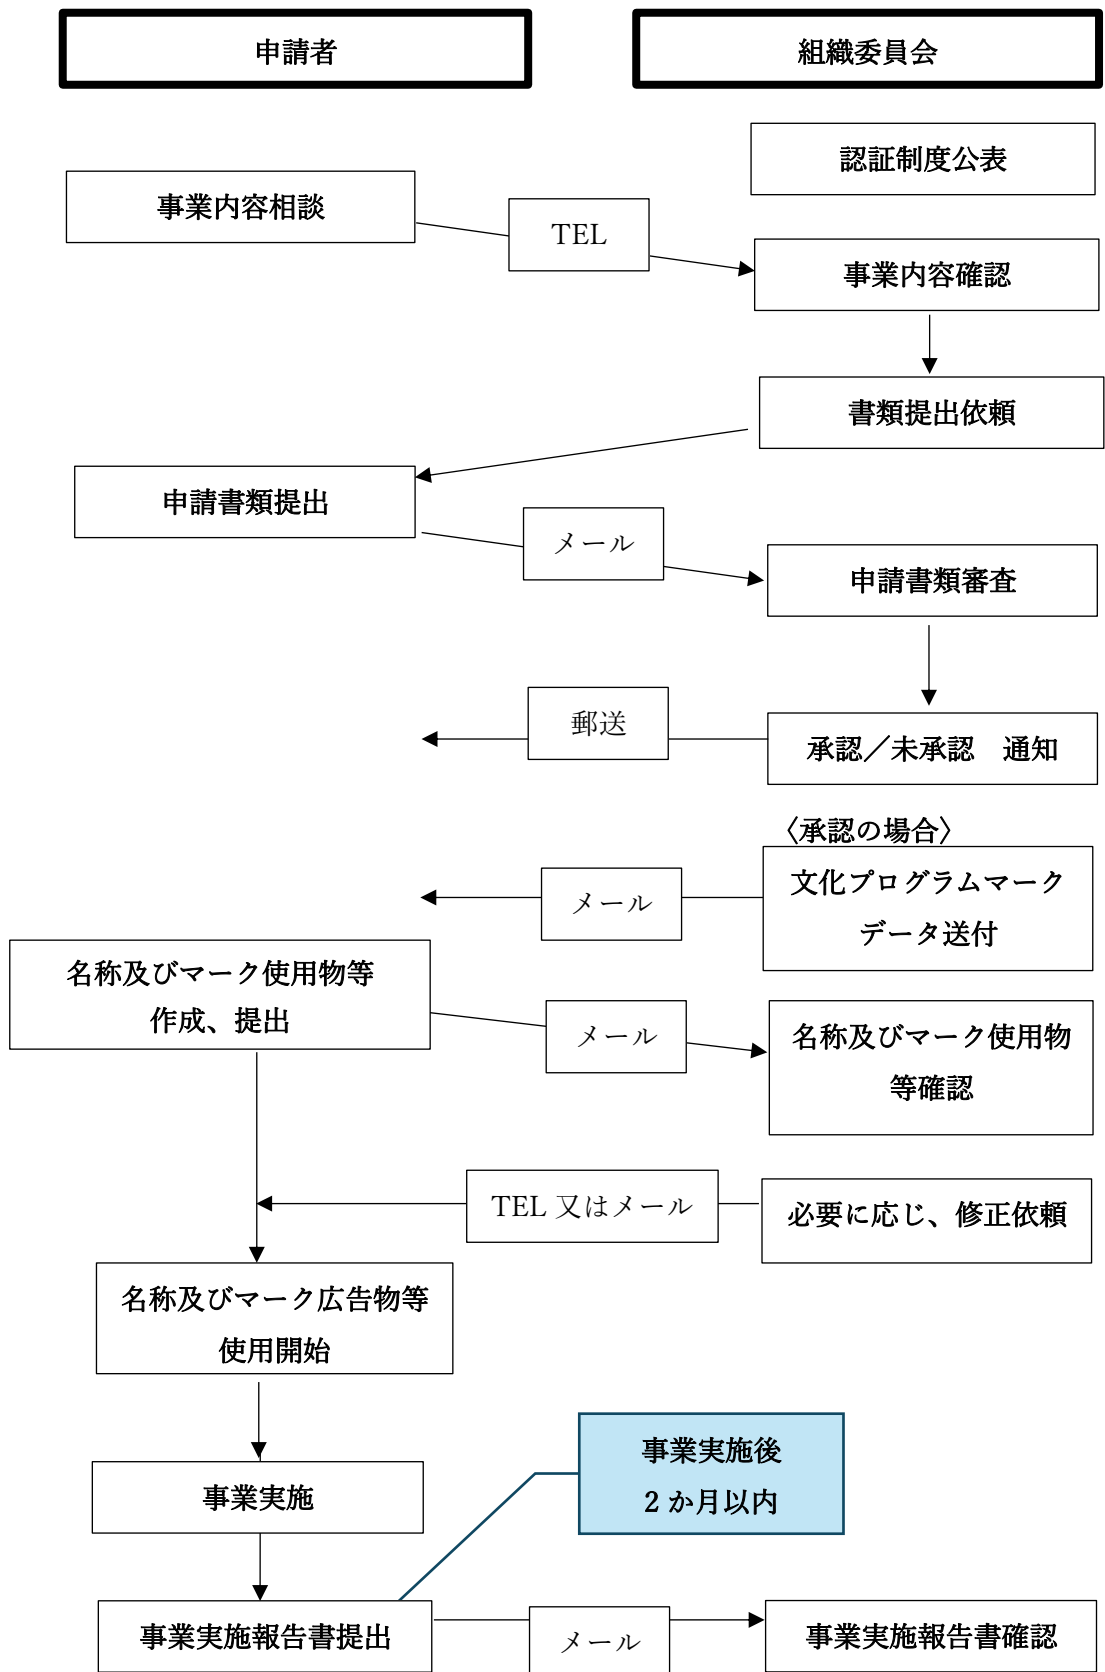 申請者
組織委員会
認証制度公表
事業内容相談
TEL
事業内容確認
書類提出依頼
申請書類提出
メール
申請書類審査
郵送
承認／未承認　通知
〈承認の場合〉
文化プログラムマーク
データ送付
メール
名称及びマーク使用物等
作成、提出
メール
名称及びマーク使用物
等確認
TEL 又はメール
必要に応じ、修正依頼
名称及びマーク広告物等
使用開始
事業実施後
2 か月以内
事業実施
事業実施報告書提出
メール
事業実施報告書確認